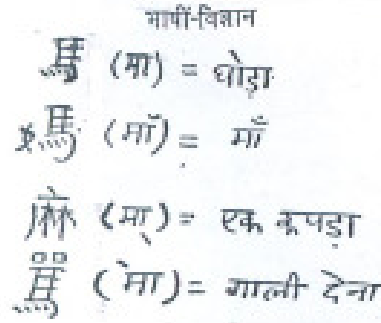 भाषीं-विज्ञान
馬 (मा) = घोड़ा
媽 (माँ) = माँ
麻 (मा्) = एक कपड़ा
罵 (`मा) = गाली देना